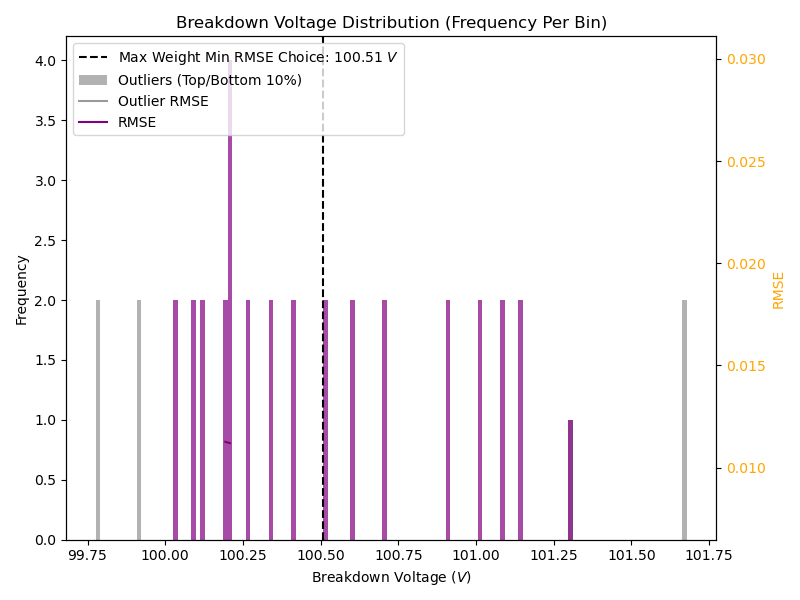 Breakdown Voltage Distribution (Frequency Per Bin)
Max Weight Min RMSE Choice: 100.51 V
Outliers (Top/Bottom 10%)
Outlier RMSE
RMSE
4.0
3.5
3.0
2.5
2.0
1.5
1.0
0.5
0.0
Frequency
0.030
0.025
0.020
0.015
0.010
RMSE
99.75 100.00 100.25 100.50 100.75 101.00 101.25 101.50 101.75
Breakdown Voltage (V)